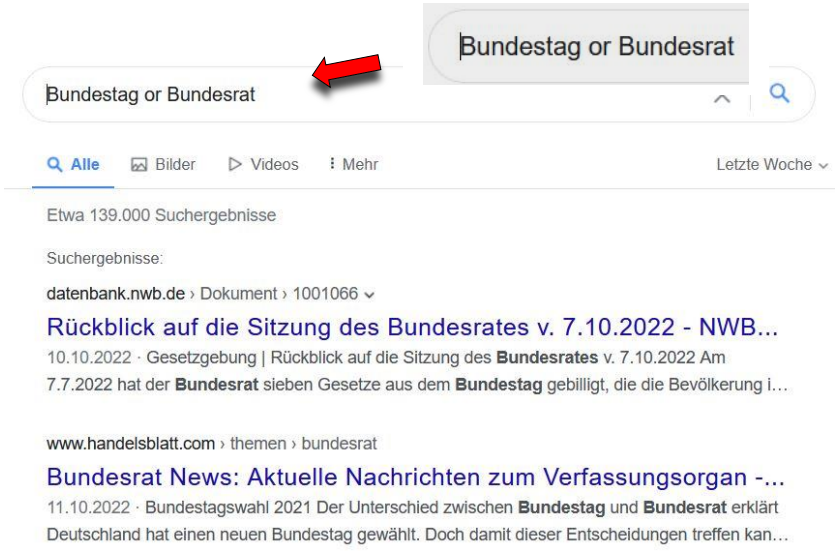 Bundestag or Bundesrat
Bundestag or Bundesrat
Alle Bilder Videos Mehr Letzte Woche
Etwa 139.000 Suchergebnisse
Suchergebnisse:
datenbank.nwb.de › Dokument › 1001066
Rückblick auf die Sitzung des Bundesrates v. 7.10.2022 - NWB...
10.10.2022 · Gesetzgebung | Rückblick auf die Sitzung des Bundesrates v. 7.10.2022 Am
7.7.2022 hat der Bundesrat sieben Gesetze aus dem Bundestag gebilligt, die die Bevölkerung i…
www.handelsblatt.com › themen › bundesrat
Bundesrat News: Aktuelle Nachrichten zum Verfassungsorgan -...
11.10.2022 · Bundestagswahl 2021 Der Unterschied zwischen Bundestag und Bundesrat erklärt
Deutschland hat einen neuen Bundestag gewählt. Doch damit dieser Entscheidungen treffen kan…